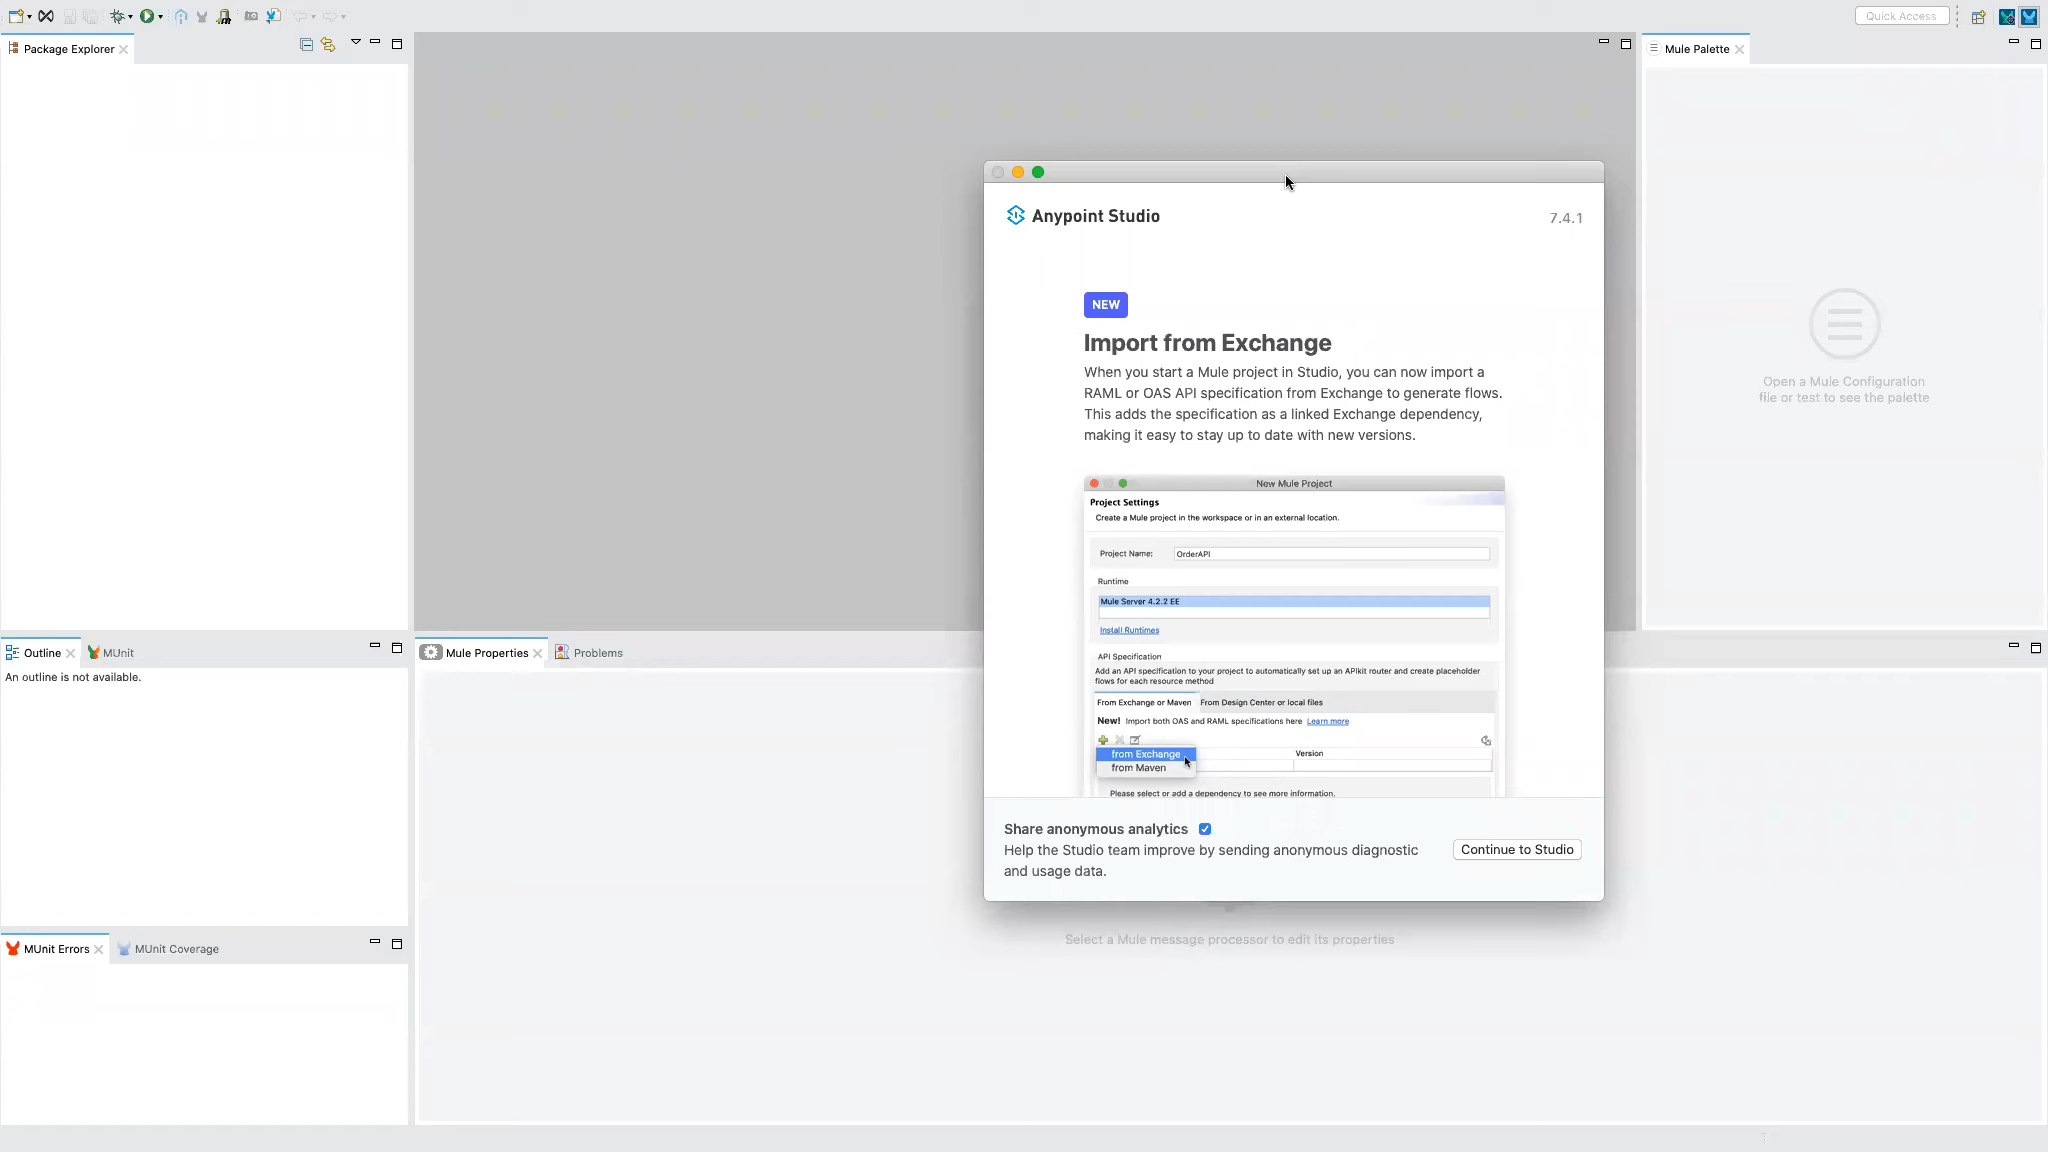 Quick Access
Package Explorer
Mule Palette
Anypoint Studio
7.4.1
NEW
Import from Exchange
When you start a Mule project in Studio, you can now import a
RAML or OAS API specification from Exchange to generate flows.
This adds the specification as a linked Exchange dependency,
making it easy to stay up to date with new versions.
Open a Mule Configuration
file or test to see the palette
New Mule Project
Project Settings
Create a Mule project in the workspace or in an external location.
Project Name:
OrderAPI
Runtime
Mule Server 4.2.2 EE
Install Runtimes
API Specification
Add an API specification to your project to automatically set up an APIkit router and create placeholder
flows for each resource method
From Exchange or Maven
From Design Center or local files
New! Import both OAS and RAML specifications here Learn more
from Exchange
Version
from Maven
Please select or add a dependency to see more information.
Share anonymous analytics
Help the Studio team improve by sending anonymous diagnostic
and usage data.
Continue to Studio
Outline
MUnit
An outline is not available.
Mule Properties
Problems
Select a Mule message processor to edit its properties
MUnit Errors
MUnit Coverage